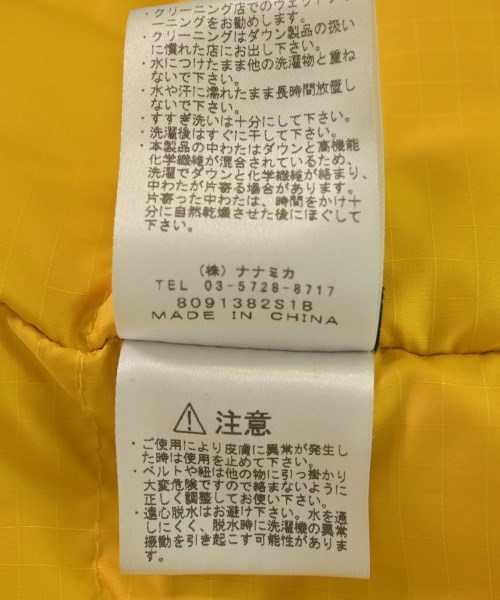 ・クリーニング店でのウェットクリ
ーニングをお勧めします。
・クリーニングはダウン製品の扱い
に慣れた店にお出し下さい。
・水につけたまま他の洗濯物と重ね
ないで下さい。
・水や汗に濡れたまま長時間放置し
ないで下さい。
・すすぎ洗いは十分にして下さい。
・洗濯後はすぐに干して下さい。
・本製品の中わたはダウンと高機能
化学繊維が混合されているため、
洗濯でダウンと化学繊維が絡まり、
中わたが片寄る場合があります。
片寄った中わたは、時間をかけ十
分に自然乾燥させた後にほぐして
下さい。
(株) ナナミカ
TEL 03-5728-8717
8091382S1B
MADE IN CHINA
注意
・ご使用により皮膚に異常が発生し
た時は使用を止めて下さい。
・ベルトや紐は他の物に引っ掛かり
大変危険ですので絡まないように
正しく調整してお使い下さい。
・遠心脱水はお避け下さい。水を通
しにくく、脱水時に洗濯機の異常
振動を引き起こす可能性がありま
す。